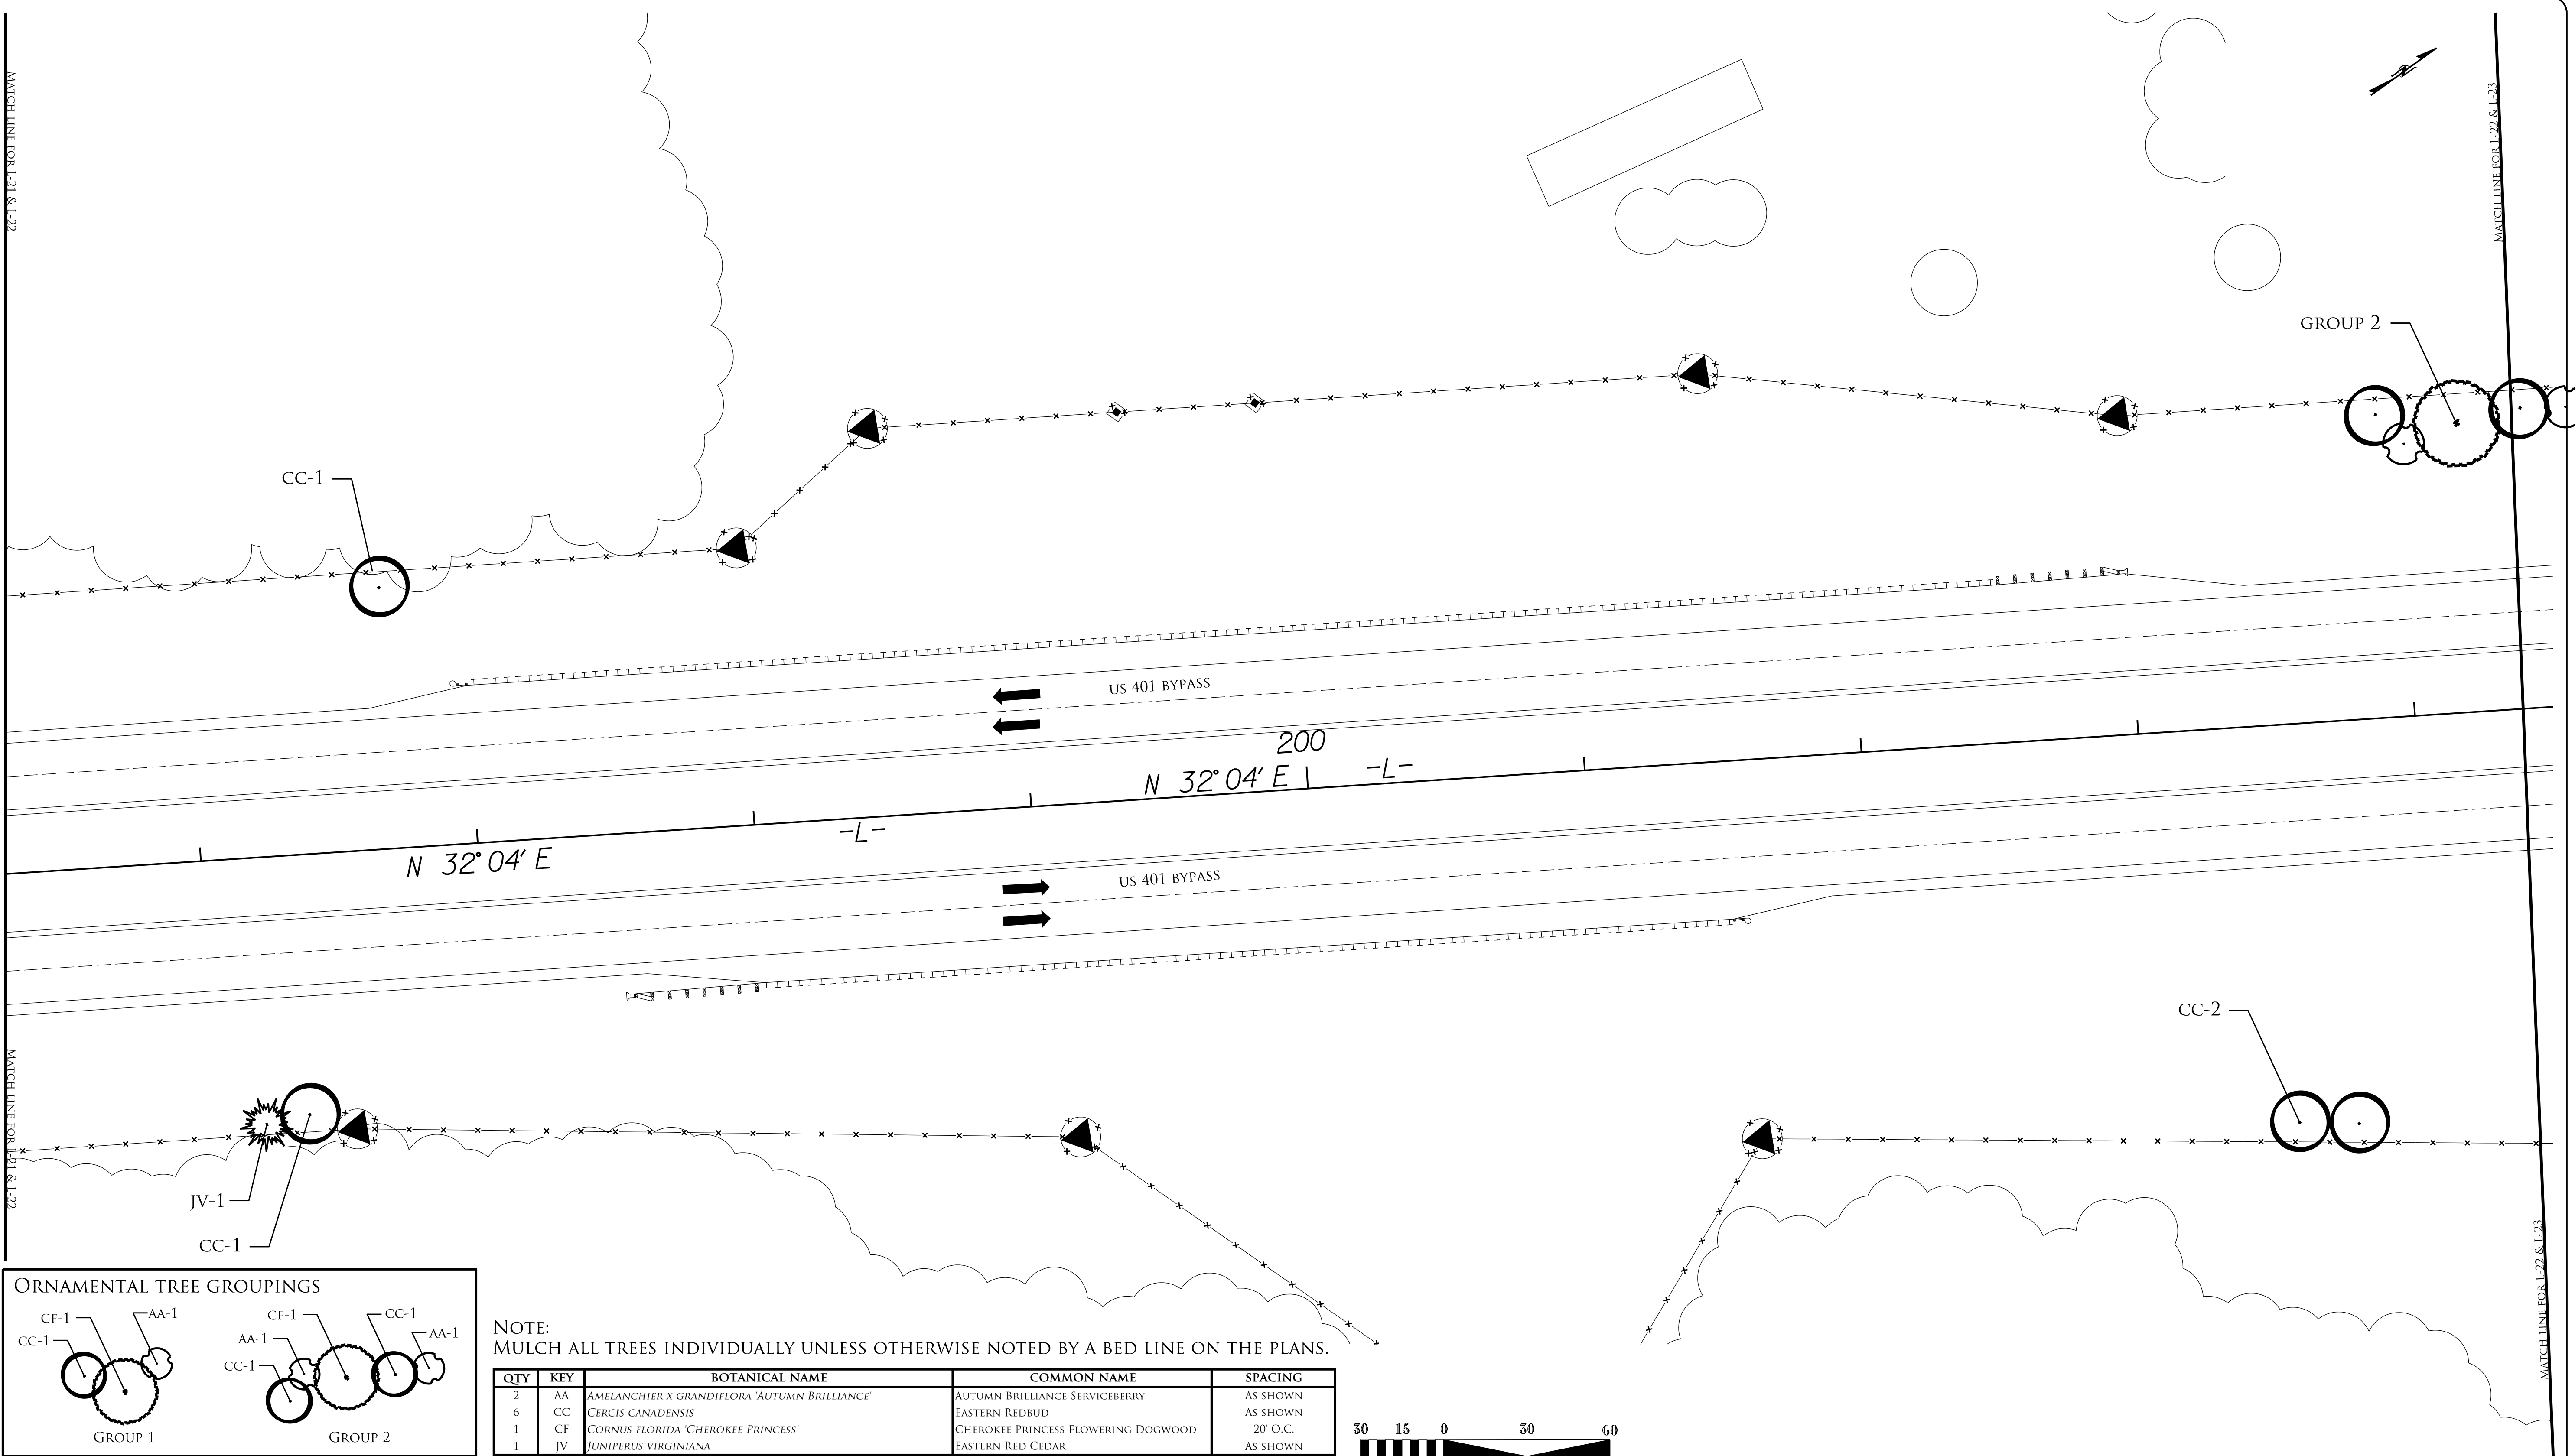 MATCH LINE FOR L-21 & L-22
MATCH LINE FOR L-22 & L-23
N
GROUP 2
CC-1
US 401 BYPASS
200
N 32°04' E
-L-
-L-
N 32°04' E
US 401 BYPASS
CC-2
MATCH LINE FOR L-21 & L-22
JV-1
CC-1
MATCH LINE FOR L-22 & L-23
ORNAMENTAL TREE GROUPINGS
CF-1
AA-1
CC-1
GROUP 1
CF-1
CC-1
AA-1
AA-1
CC-1
GROUP 2
NOTE:
MULCH ALL TREES INDIVIDUALLY UNLESS OTHERWISE NOTED BY A BED LINE ON THE PLANS.
QTY KEY BOTANICAL NAME COMMON NAME SPACING
2 AA AMELANCHIER X GRANDIFLORA 'AUTUMN BRILLIANCE' AUTUMN BRILLIANCE SERVICEBERRY AS SHOWN
6 CC CERCIS CANADENSIS EASTERN REDBUD AS SHOWN
1 CF CORNUS FLORIDA 'CHEROKEE PRINCESS' CHEROKEE PRINCESS FLOWERING DOGWOOD 20' O.C.
1 JV JUNIPERUS VIRGINIANA EASTERN RED CEDAR AS SHOWN
30 15 0 30 60